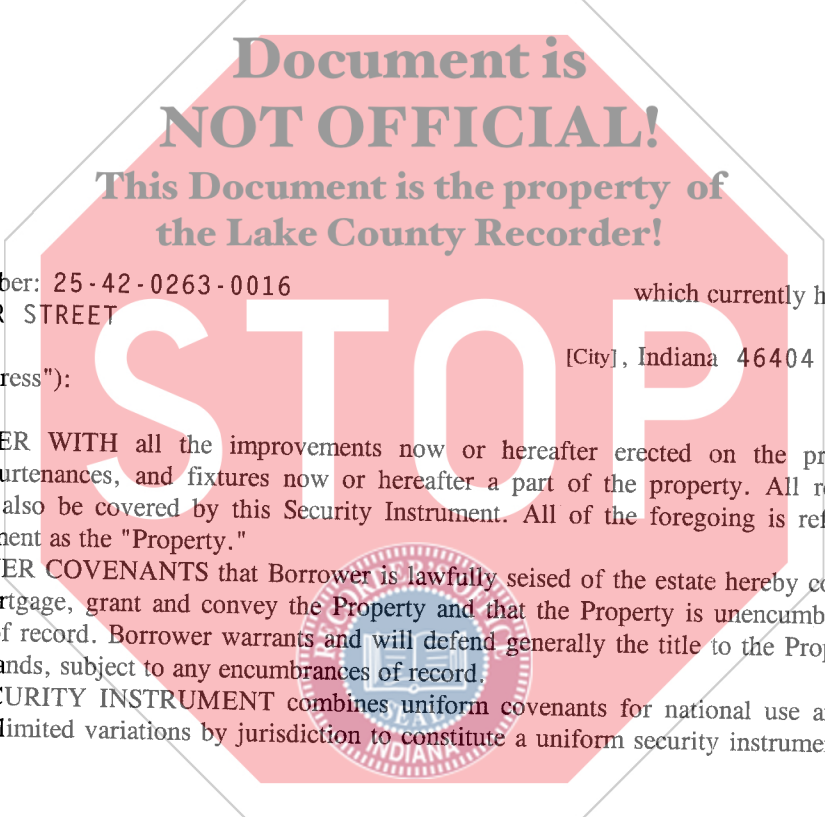 Document is
NOT OFFICIAL!
This Document is the property of
the Lake County Recorder!
ber: 25-42-0263-0016 which currently h
R STREET
[City] , Indiana 46404
ress"):
STOP
ER WITH all the improvements now or hereafter erected on the pr
urtenances, and fixtures now or hereafter a part of the property. All r
also be covered by this Security Instrument. All of the foregoing is ref
nent as the "Property."
ER COVENANTS that Borrower is lawfully seised of the estate hereby co
rtgage, grant and convey the Property and that the Property is unencumb
f record. Borrower warrants and will defend generally the title to the Prop
ands, subject to any encumbrances of record.
CURITY INSTRUMENT combines uniform covenants for national use a
limited variations by jurisdiction to constitute a uniform security instrume
RECORDER'S OFFICE
SEAL
INDIANA